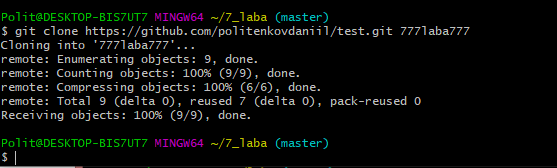 Polit@DESKTOP-BIS7UT7 MINGW64 ~/7_laba (master)
$ git clone https://github.com/politenkovdaniil/test.git 777laba777
Cloning into '777laba777'...
remote: Enumerating objects: 9, done.
remote: Counting objects: 100% (9/9), done.
remote: Compressing objects: 100% (6/6), done.
remote: Total 9 (delta 0), reused 7 (delta 0), pack-reused 0
Receiving objects: 100% (9/9), done.
Polit@DESKTOP-BIS7UT7 MINGW64 ~/7_laba (master)
$